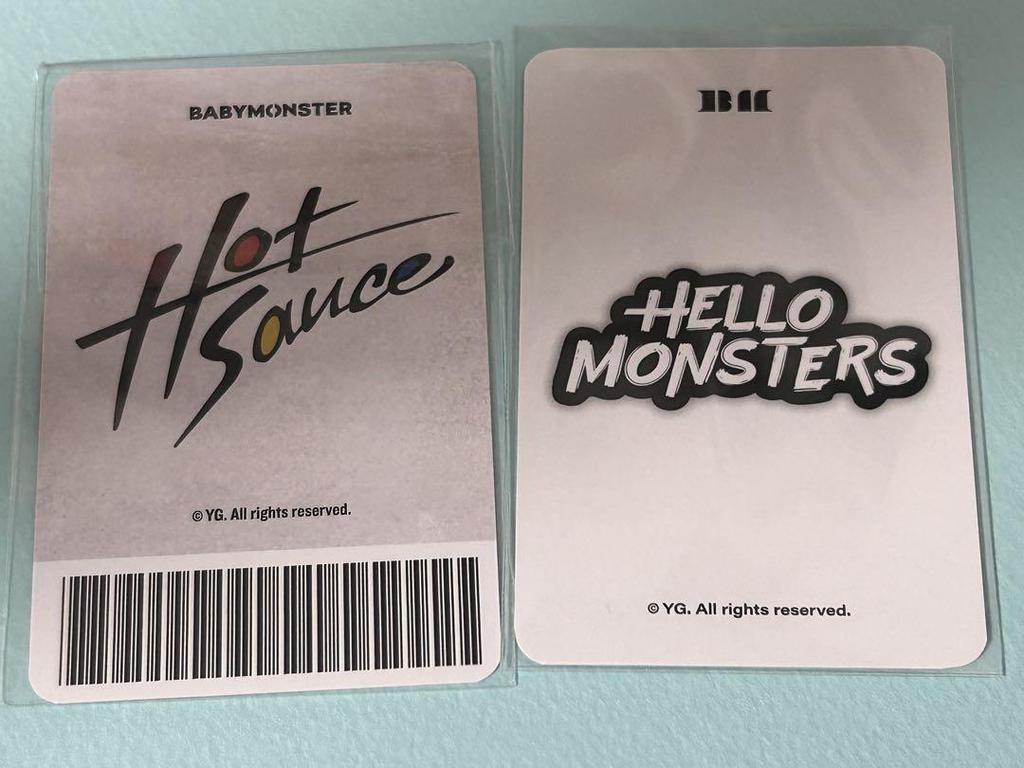 BABYMONSTER
Hot
Sauce
© YG. All rights reserved.
BM
HELLO
MONSTERS
© YG. All rights reserved.